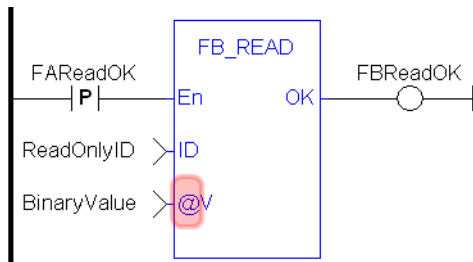 FB_READ
FAReadOK
FBReadOK
P
En
OK
ReadOnlyID
ID
BinaryValue
@V